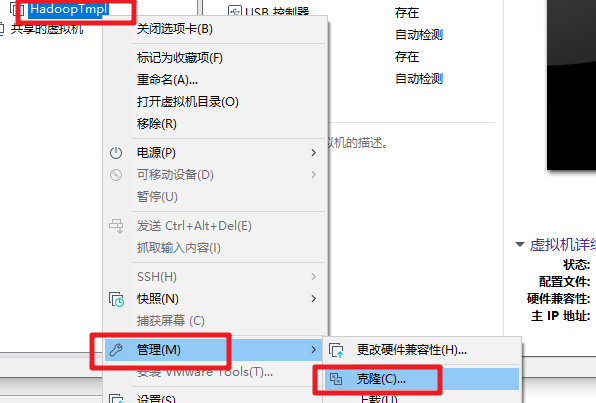 HadoopTmpl
共享的虚拟机
USB 控制器
存在
自动检测
存在
自动检测
拟机的描述。
关闭选项卡(B)
标记为收藏项(F)
重命名(A)...
打开虚拟机目录(O)
移除(R)
电源(P)
可移动设备(D)
暂停(U)
发送 Ctrl+Alt+Del(E)
抓取输入内容(I)
SSH(H)
快照(N)
捕获屏幕 (C)
管理(M)
安装 VMware Tools(T)...
设置(S)
更改硬件兼容性(H)...
克隆(C)...
上载(U)
虚拟机详细
状态:
配置文件:
硬件兼容性:
主 IP 地址: